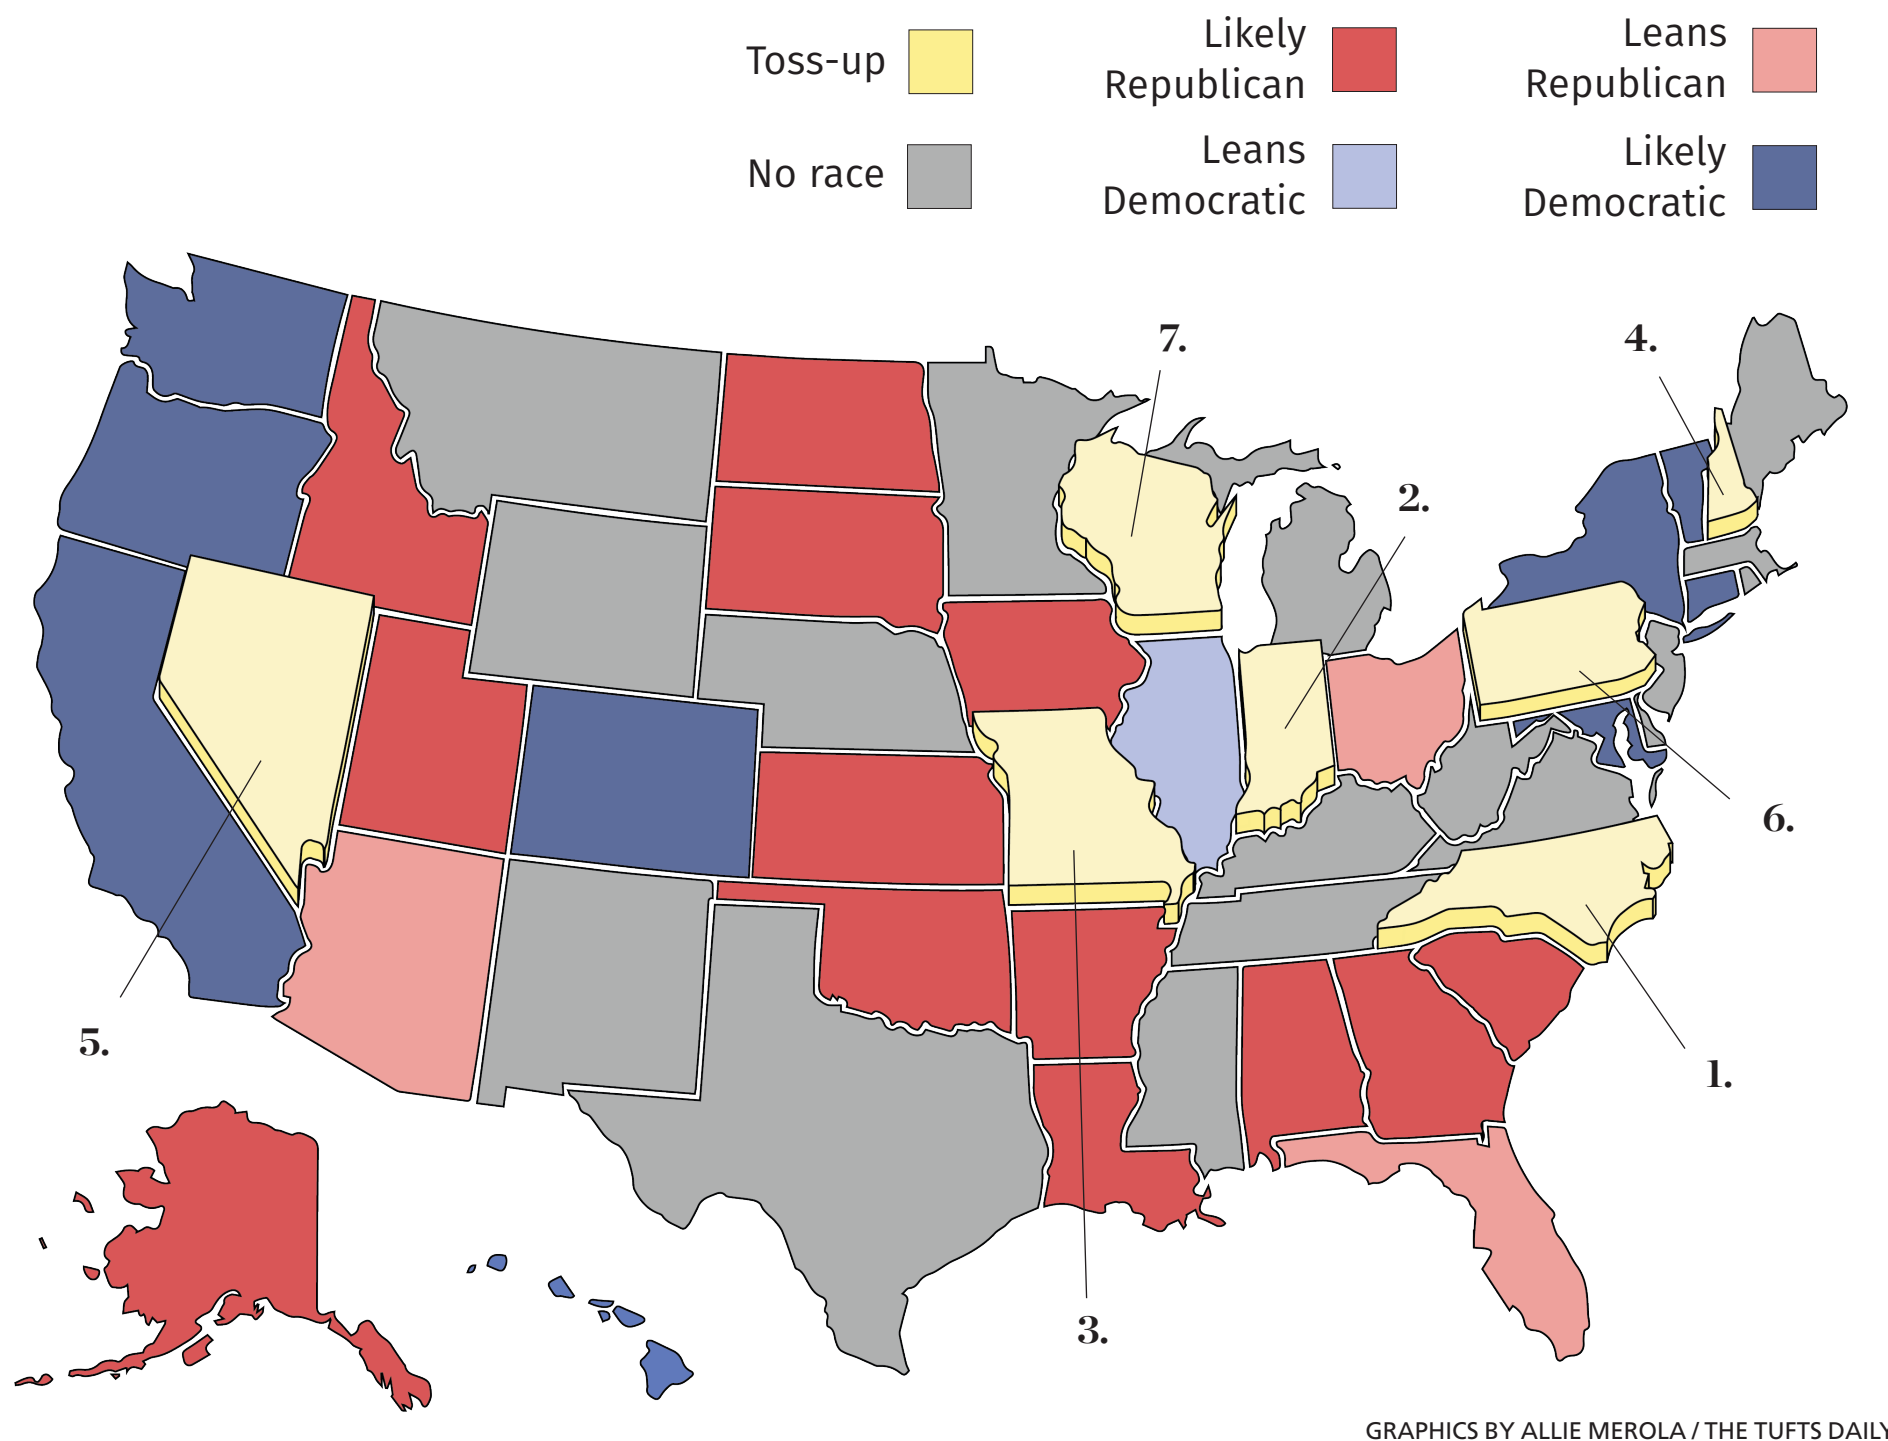 Toss-up
Likely
Republican
Leans
Republican
No race
Leans
Democratic
Likely
Democratic
7.
4.
2.
6.
5.
1.
3.
GRAPHICS BY ALLIE MEROLA / THE TUFTS DAILY